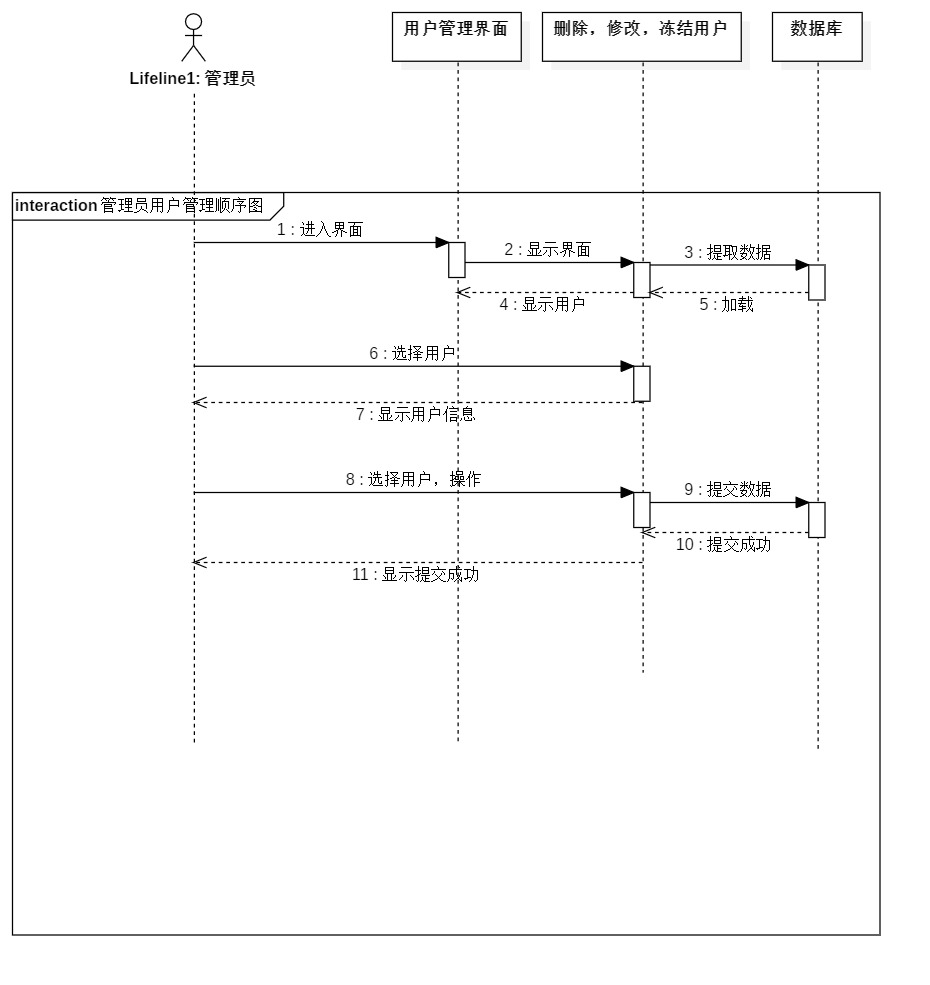 用户管理界面
删除，修改，冻结用户
数据库
Lifeline1: 管理员
interaction 管理员用户管理顺序图
1 : 进入界面
2 : 显示界面
3 : 提取数据
4 : 显示用户
5 : 加载
6 : 选择用户
7 : 显示用户信息
8 : 选择用户，操作
9 : 提交数据
10 : 提交成功
11 : 显示提交成功